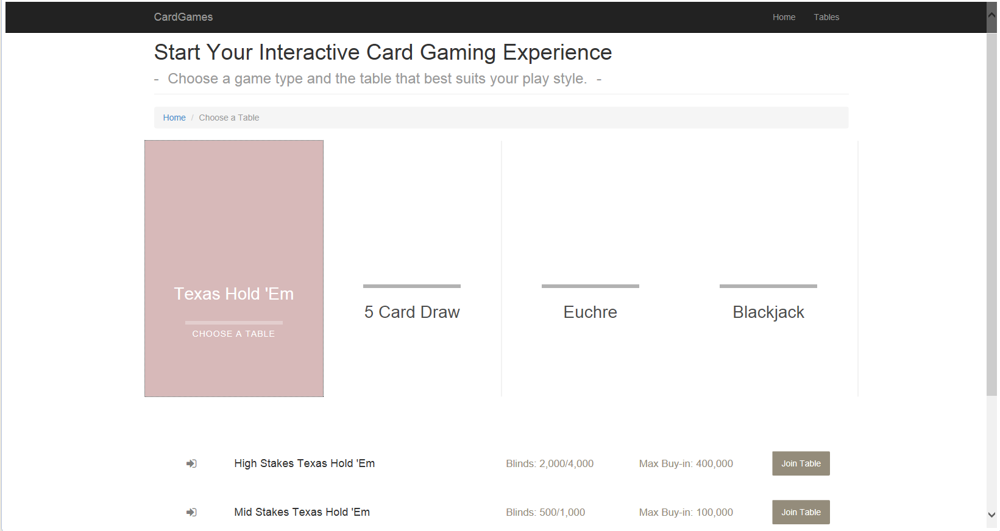 CardGames Home Tables
Start Your Interactive Card Gaming Experience
- Choose a game type and the table that best suits your play style. -
Home / Choose a Table
Texas Hold 'Em
CHOOSE A TABLE
5 Card Draw
Euchre
Blackjack
High Stakes Texas Hold 'Em Blinds: 2,000/4,000 Max Buy-in: 400,000 Join Table
Mid Stakes Texas Hold 'Em Blinds: 500/1,000 Max Buy-in: 100,000 Join Table